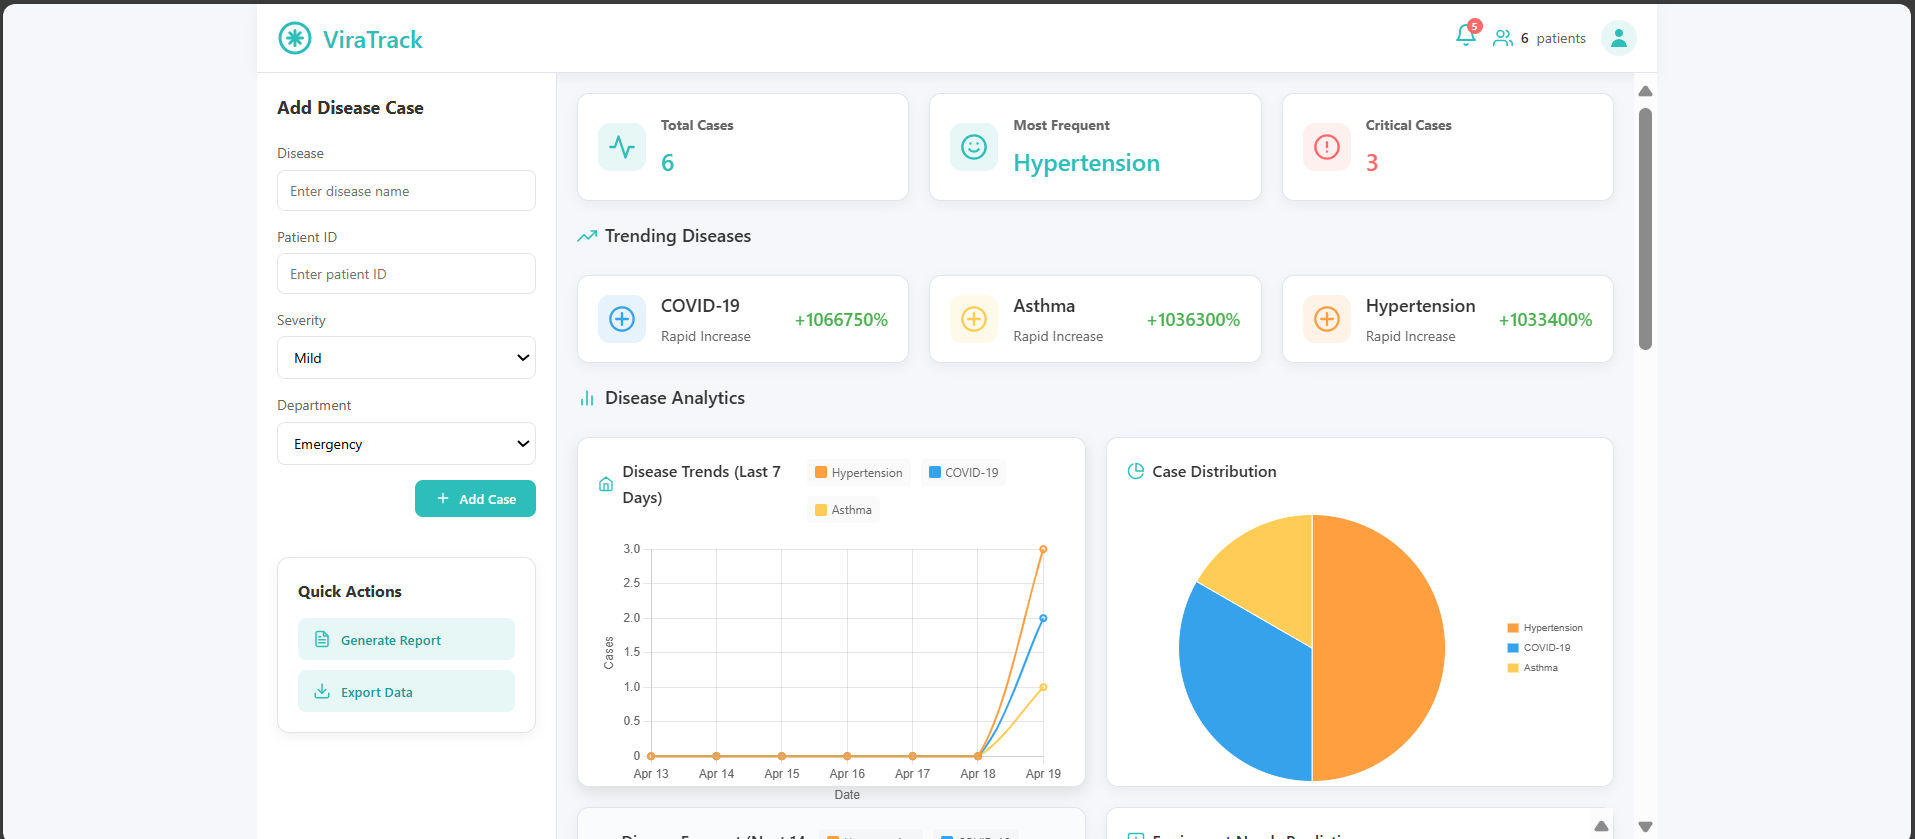 ViraTrack
5
6 patients
Add Disease Case
Disease
Enter disease name
Patient ID
Enter patient ID
Severity
Mild
Department
Emergency
+ Add Case
Quick Actions
Generate Report
Export Data
Total Cases
6
Most Frequent
Hypertension
Critical Cases
3
Trending Diseases
COVID-19
Rapid Increase
+1066750%
Asthma
Rapid Increase
+1036300%
Hypertension
Rapid Increase
+1033400%
Disease Analytics
Disease Trends (Last 7
Days)
Hypertension
COVID-19
Asthma
3.0
2.5
2.0
1.5
1.0
0.5
0
Cases
Apr 13 Apr 14 Apr 15 Apr 16 Apr 17 Apr 18 Apr 19
Date
Case Distribution
Hypertension
COVID-19
Asthma